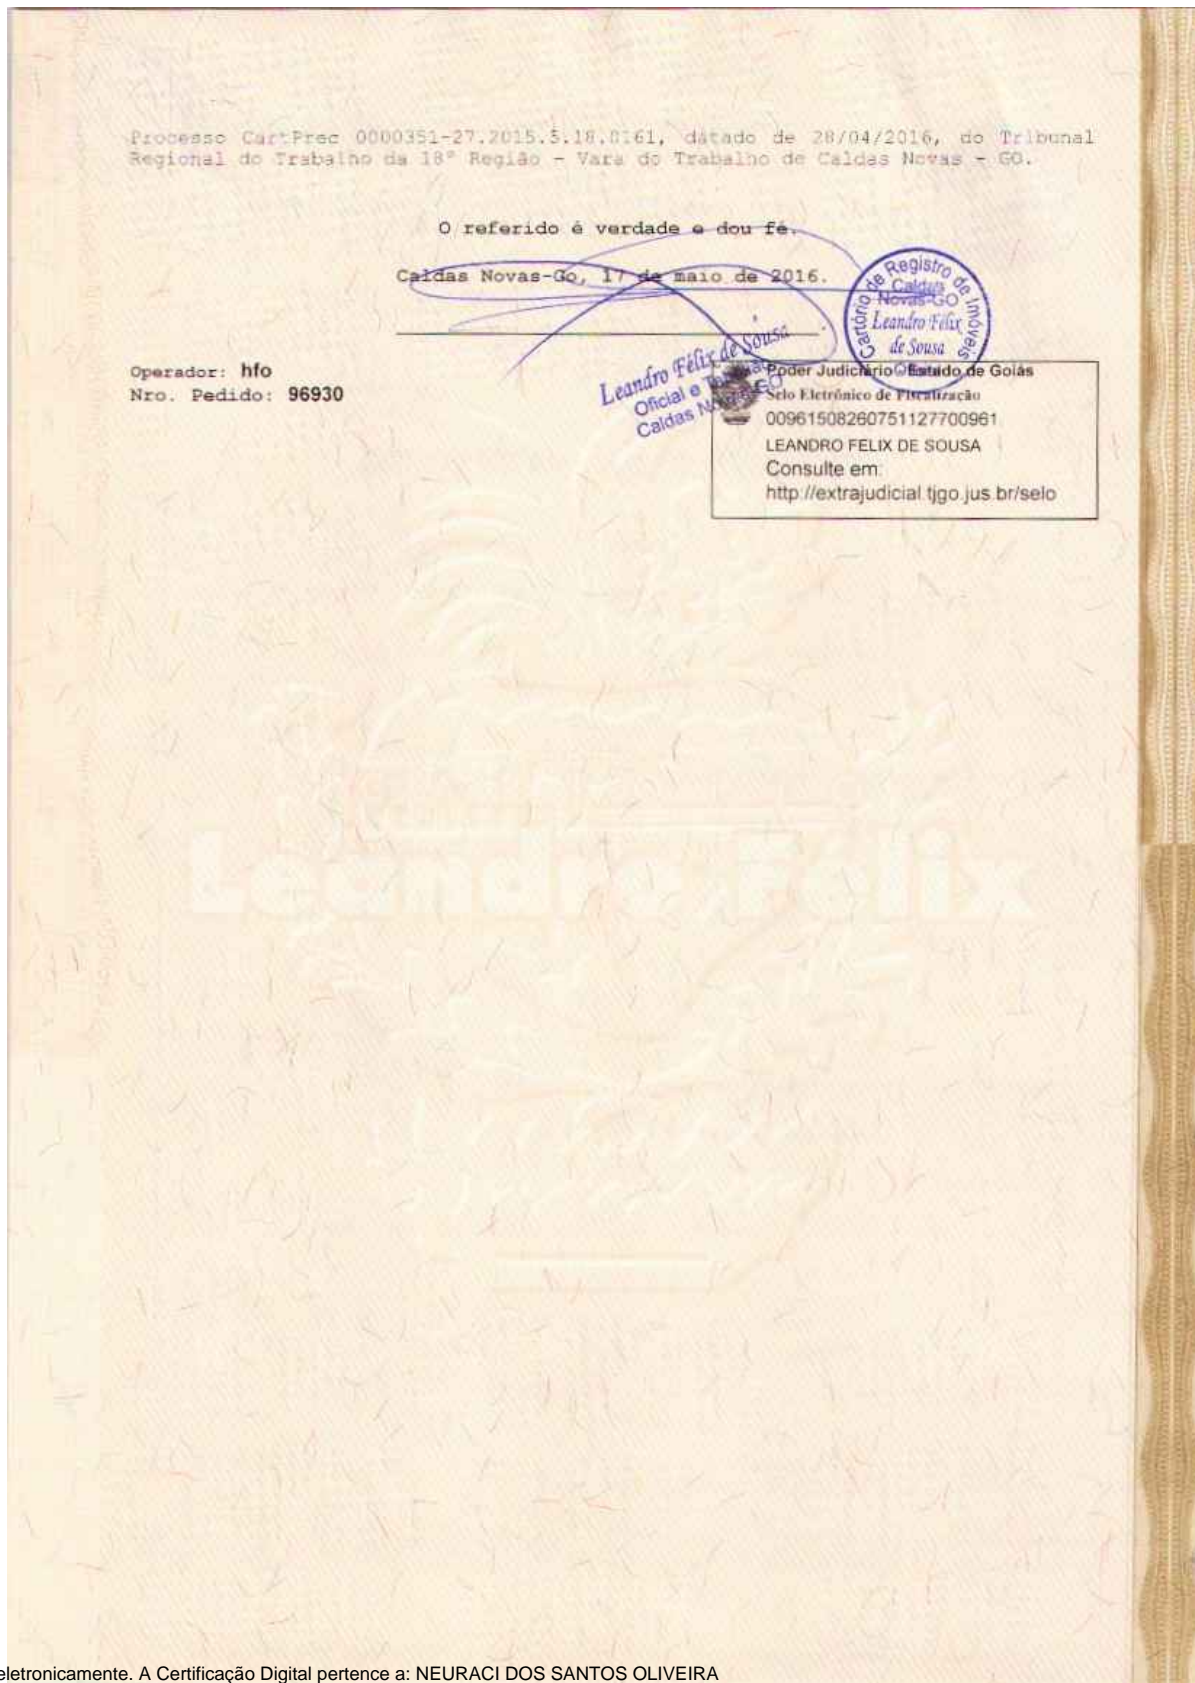 Processo CartPrec 0000351-27.2015.5.18.0161, datado de 28/04/2016, do Tribunal
Regional do Trabalho da 18ª Região - Vara do Trabalho de Caldas Novas - GO.
O referido é verdade e dou fé.
Caldas Novas-Go, 17 de maio de 2016.
Cartório de Registro de Imóveis
Caldas
Novas-GO
Leandro Félix
de Sousa
Oficial
Leandro Félix de Sousa
Oficial e
Caldas Novas-GO
Operador: hfo
Nro. Pedido: 96930
Poder Judiciário Estado de Goiás
Selo Eletrônico de Fiscalização
00961508260751127700961
LEANDRO FELIX DE SOUSA
Consulte em:
http://extrajudicial.tjgo.jus.br/selo
Leandro Félix
eletronicamente. A Certificação Digital pertence a: NEURACI DOS SANTOS OLIVEIRA